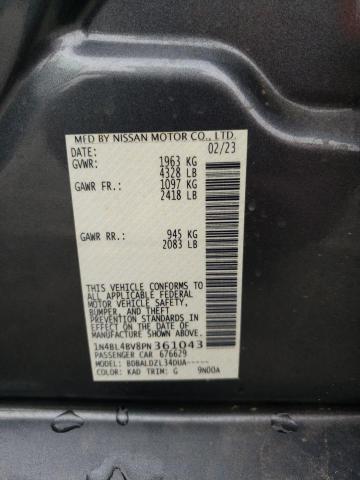 MFD BY NISSAN MOTOR CO., LTD.
DATE: 02/23
GVWR: 1963 KG
4328 LB
GAWR FR.: 1097 KG
2418 LB
GAWR RR.: 945 KG
2083 LB
THIS VEHICLE CONFORMS TO
ALL APPLICABLE FEDERAL
MOTOR VEHICLE SAFETY,
BUMPER, AND THEFT
PREVENTION STANDARDS IN
EFFECT ON THE DATE OF
MANUFACTURE SHOWN ABOVE.
1N4BL4BV8PN361043
PASSENGER CAR 676629
MODEL: BDBALDZL34DUA-----
COLOR: KAD TRIM: G 9N00A